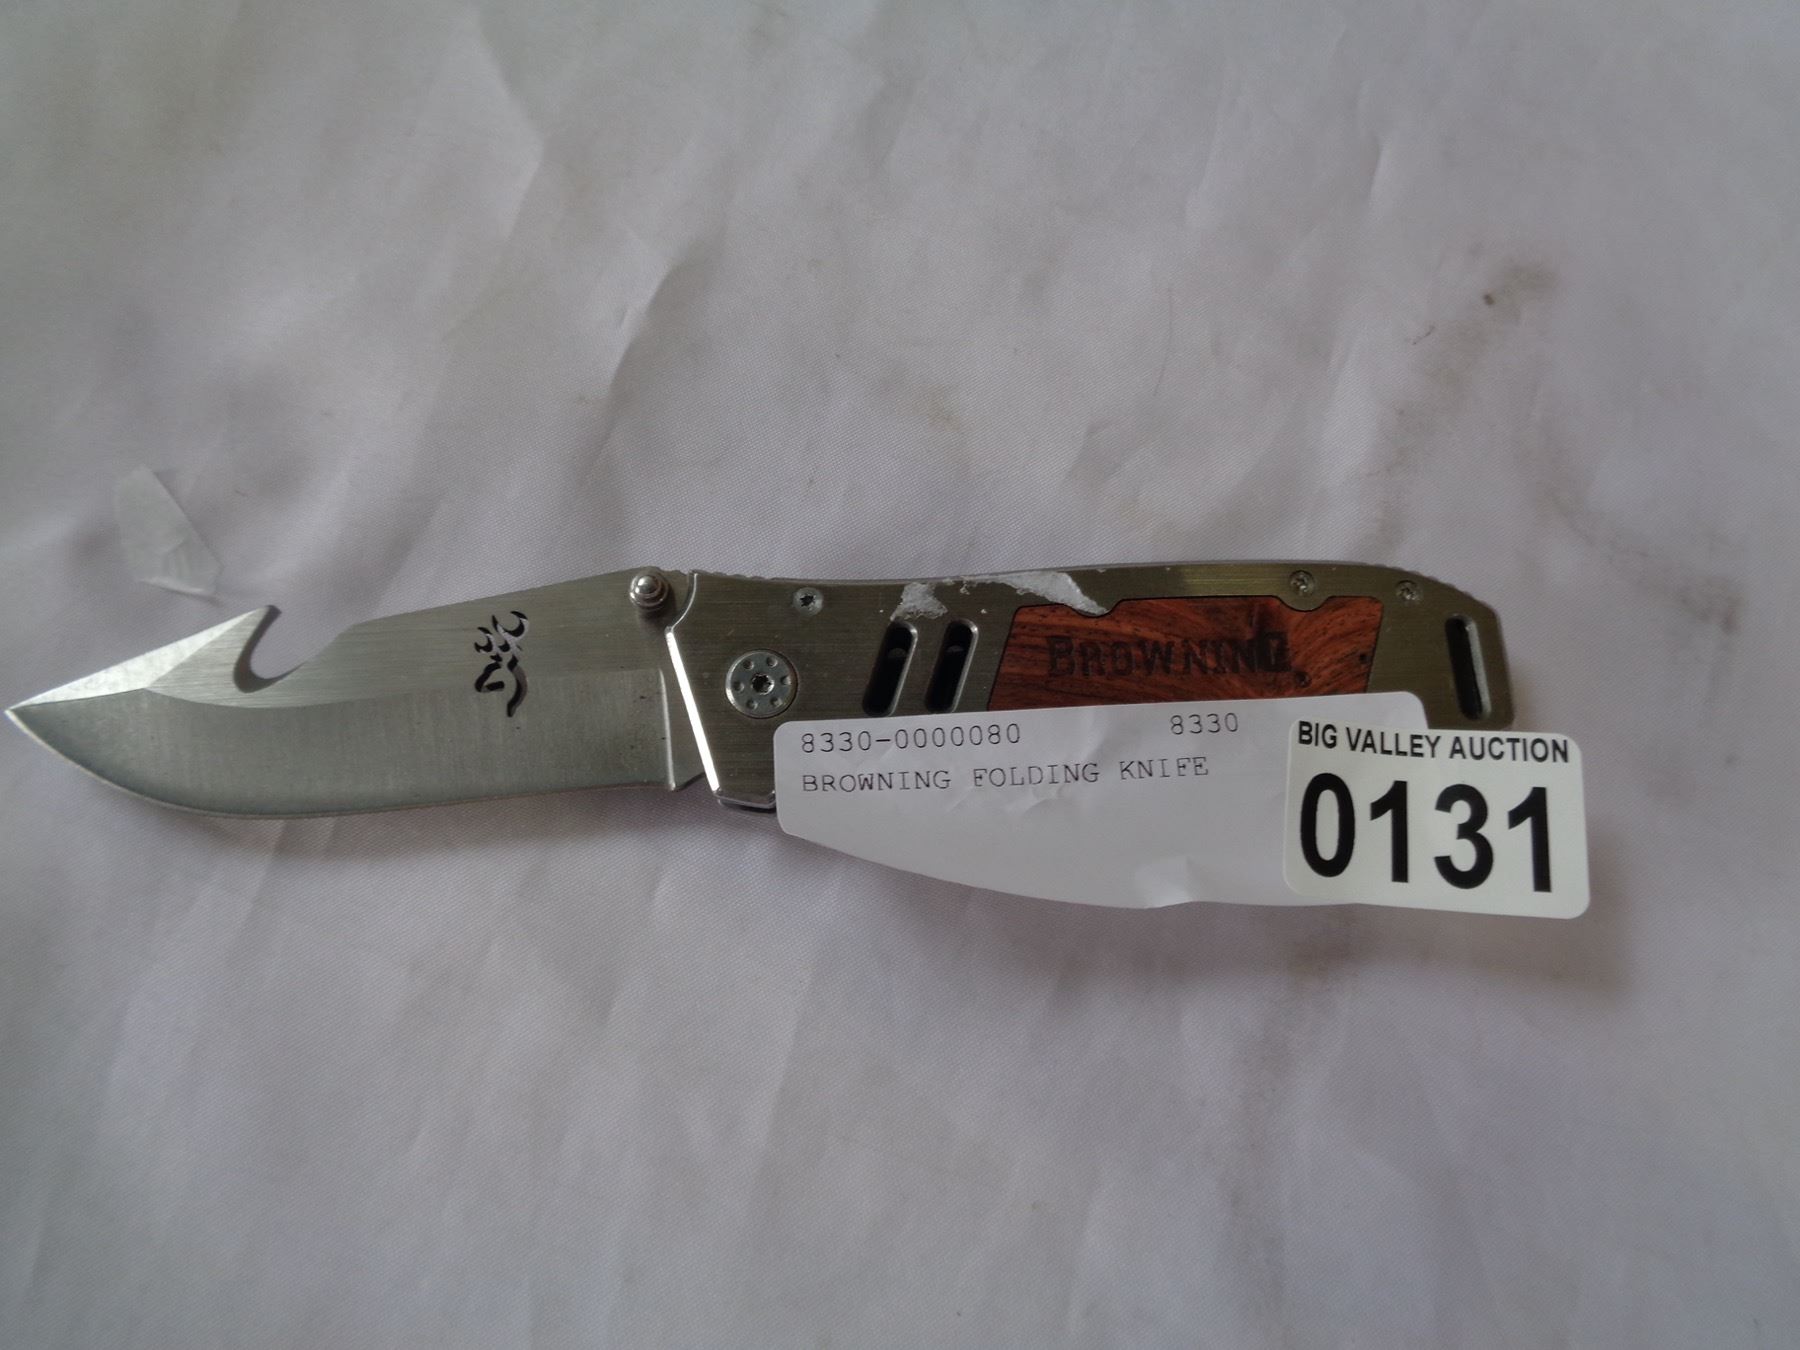 BROWNING
8330-0000080 8330
BROWNING FOLDING KNIFE
BIG VALLEY AUCTION
0131